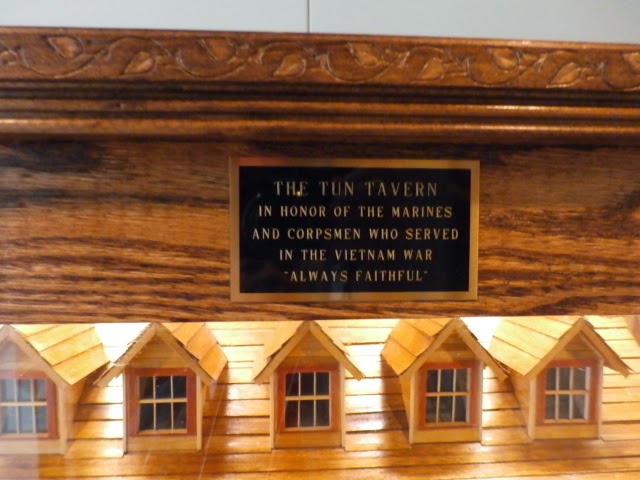 THE TUN TAVERN
IN HONOR OF THE MARINES
AND CORPSMEN WHO SERVED
IN THE VIETNAM WAR
"ALWAYS FAITHFUL"